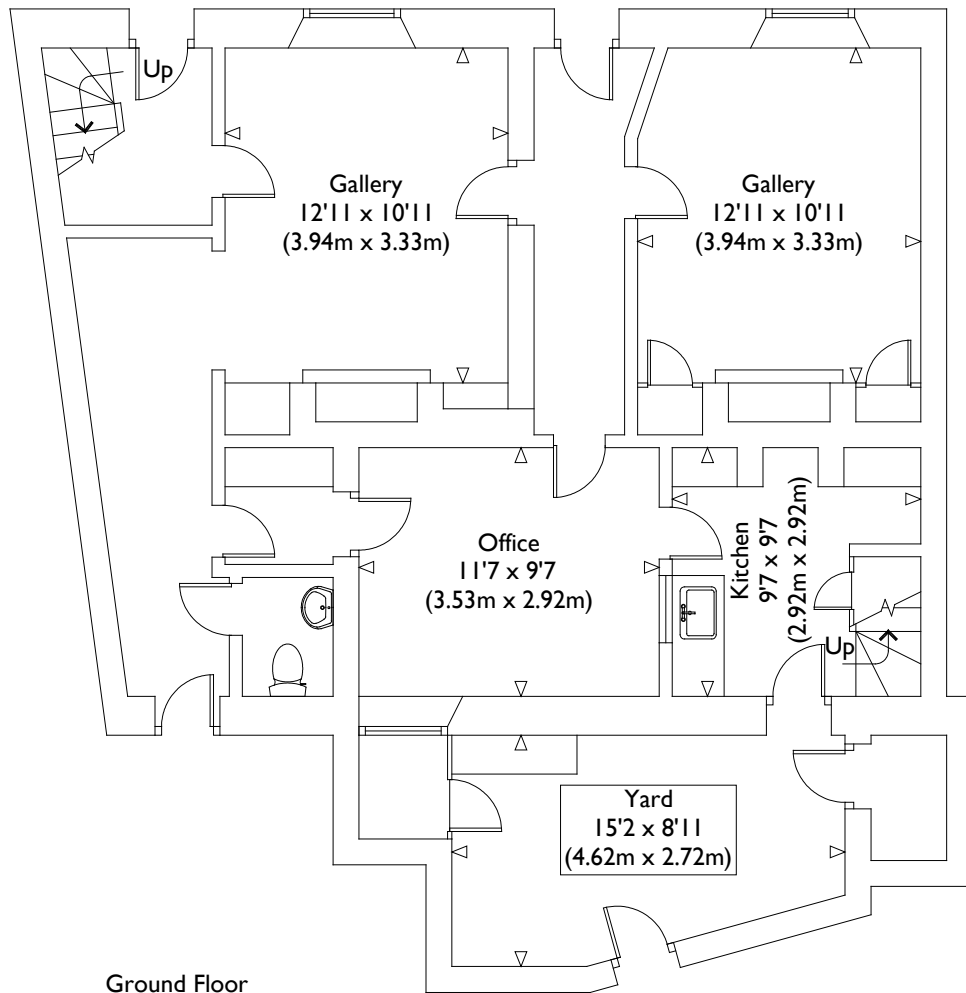 Up
Gallery
12'11 x 10'11
(3.94m x 3.33m)
Gallery
12'11 x 10'11
(3.94m x 3.33m)
Office
11'7 x 9'7
(3.53m x 2.92m)
Kitchen
9'7 x 9'7
(2.92m x 2.92m)
Up
Yard
15'2 x 8'11
(4.62m x 2.72m)
Ground Floor